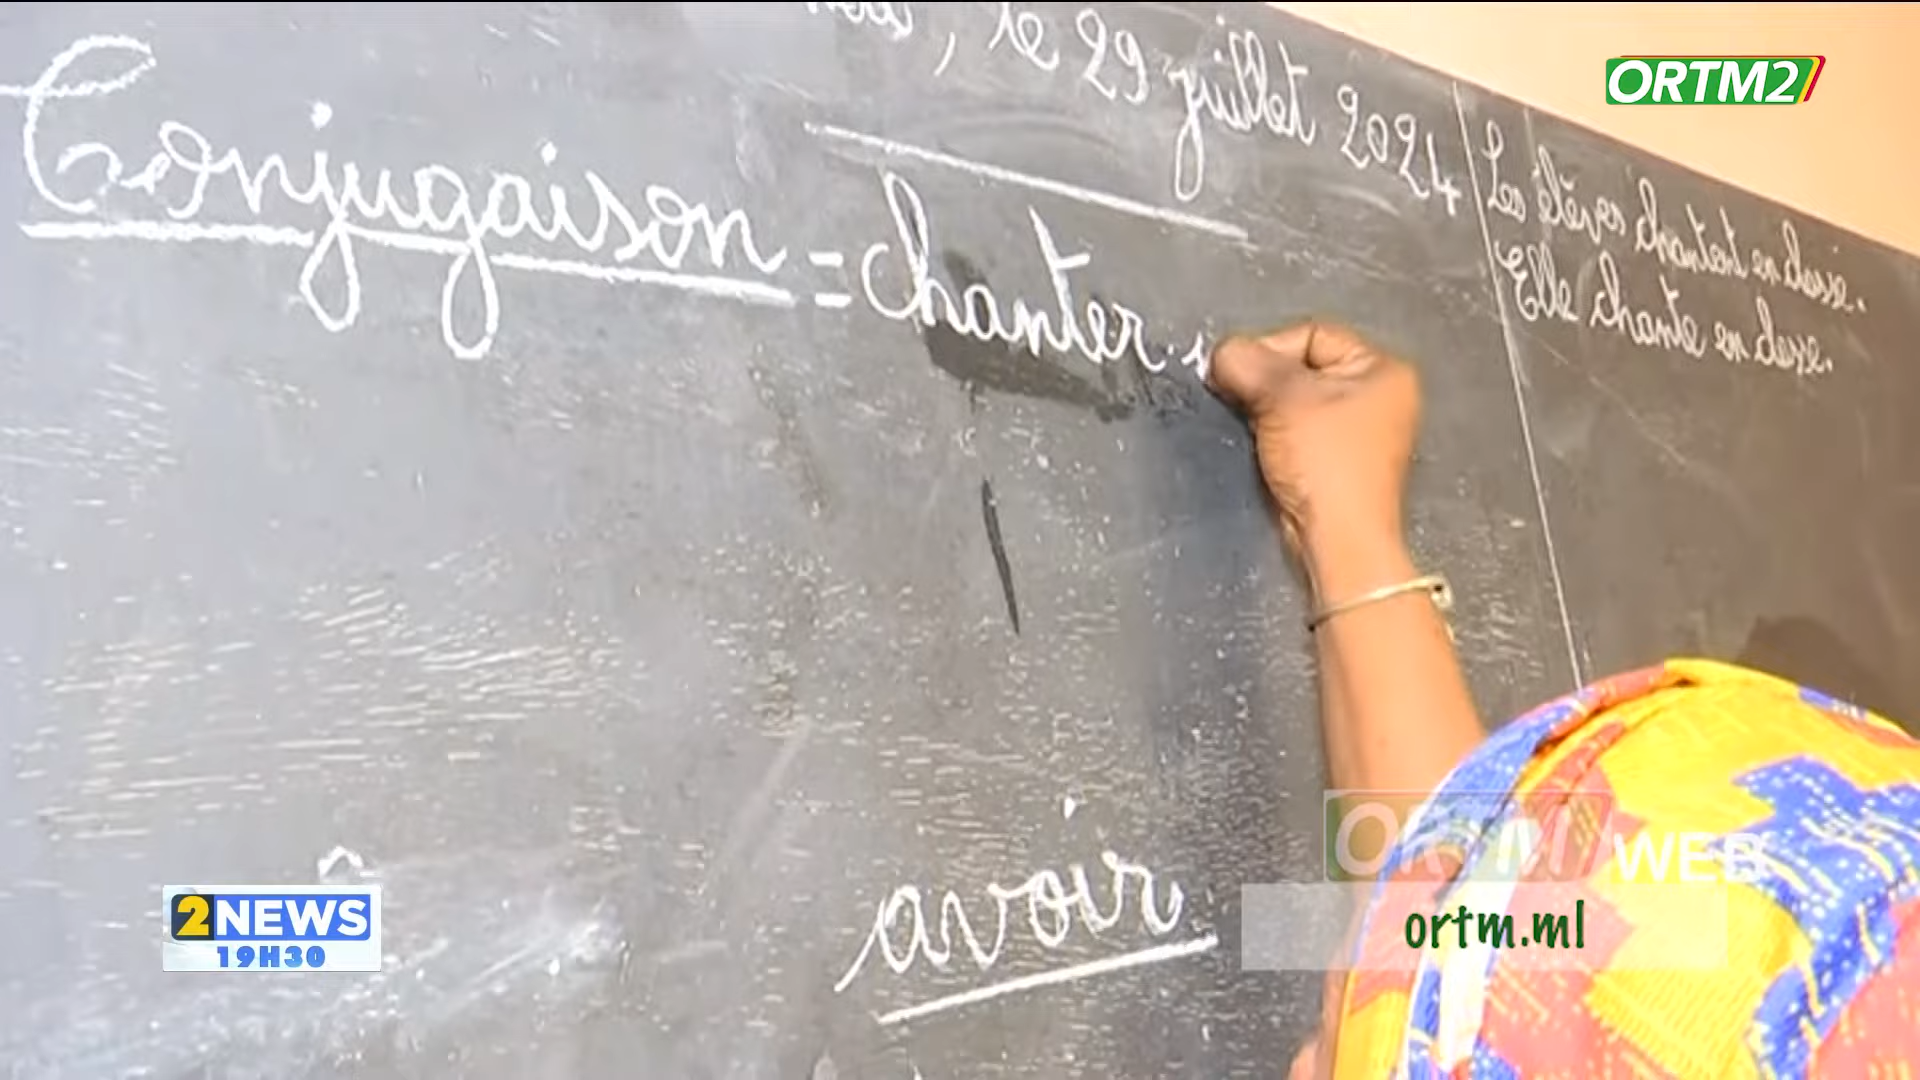 , le 29 juillet 2024
ORTM2
Conjugaison = chanter.
Les élèves chantent en classe.
Elle chante en classe.
avoir
ORTM WEB
ortm.ml
2NEWS
19H30